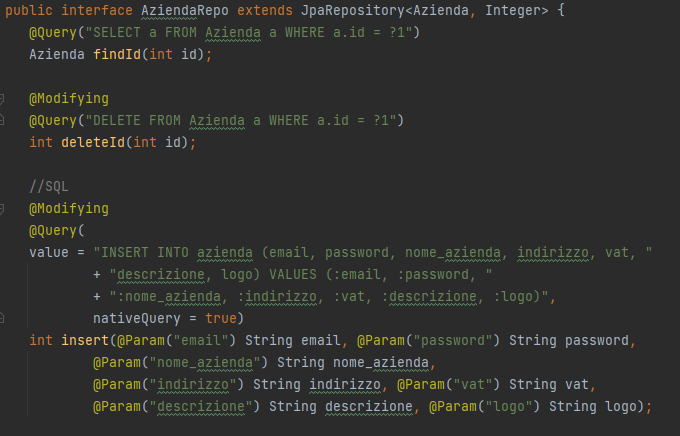 public interface AziendaRepo extends JpaRepository<Azienda, Integer> {
@Query("SELECT a FROM Azienda a WHERE a.id = ?1")
Azienda findId(int id);
@Modifying
@Query("DELETE FROM Azienda a WHERE a.id = ?1")
int deleteId(int id);
//SQL
@Modifying
@Query(
value = "INSERT INTO azienda (email, password, nome_azienda, indirizzo, vat, "
+ "descrizione, logo) VALUES (:email, :password, "
+ ":nome_azienda, :indirizzo, :vat, :descrizione, :logo)",
nativeQuery = true)
int insert(@Param("email") String email, @Param("password") String password,
@Param("nome_azienda") String nome_azienda,
@Param("indirizzo") String indirizzo, @Param("vat") String vat,
@Param("descrizione") String descrizione, @Param("logo") String logo);